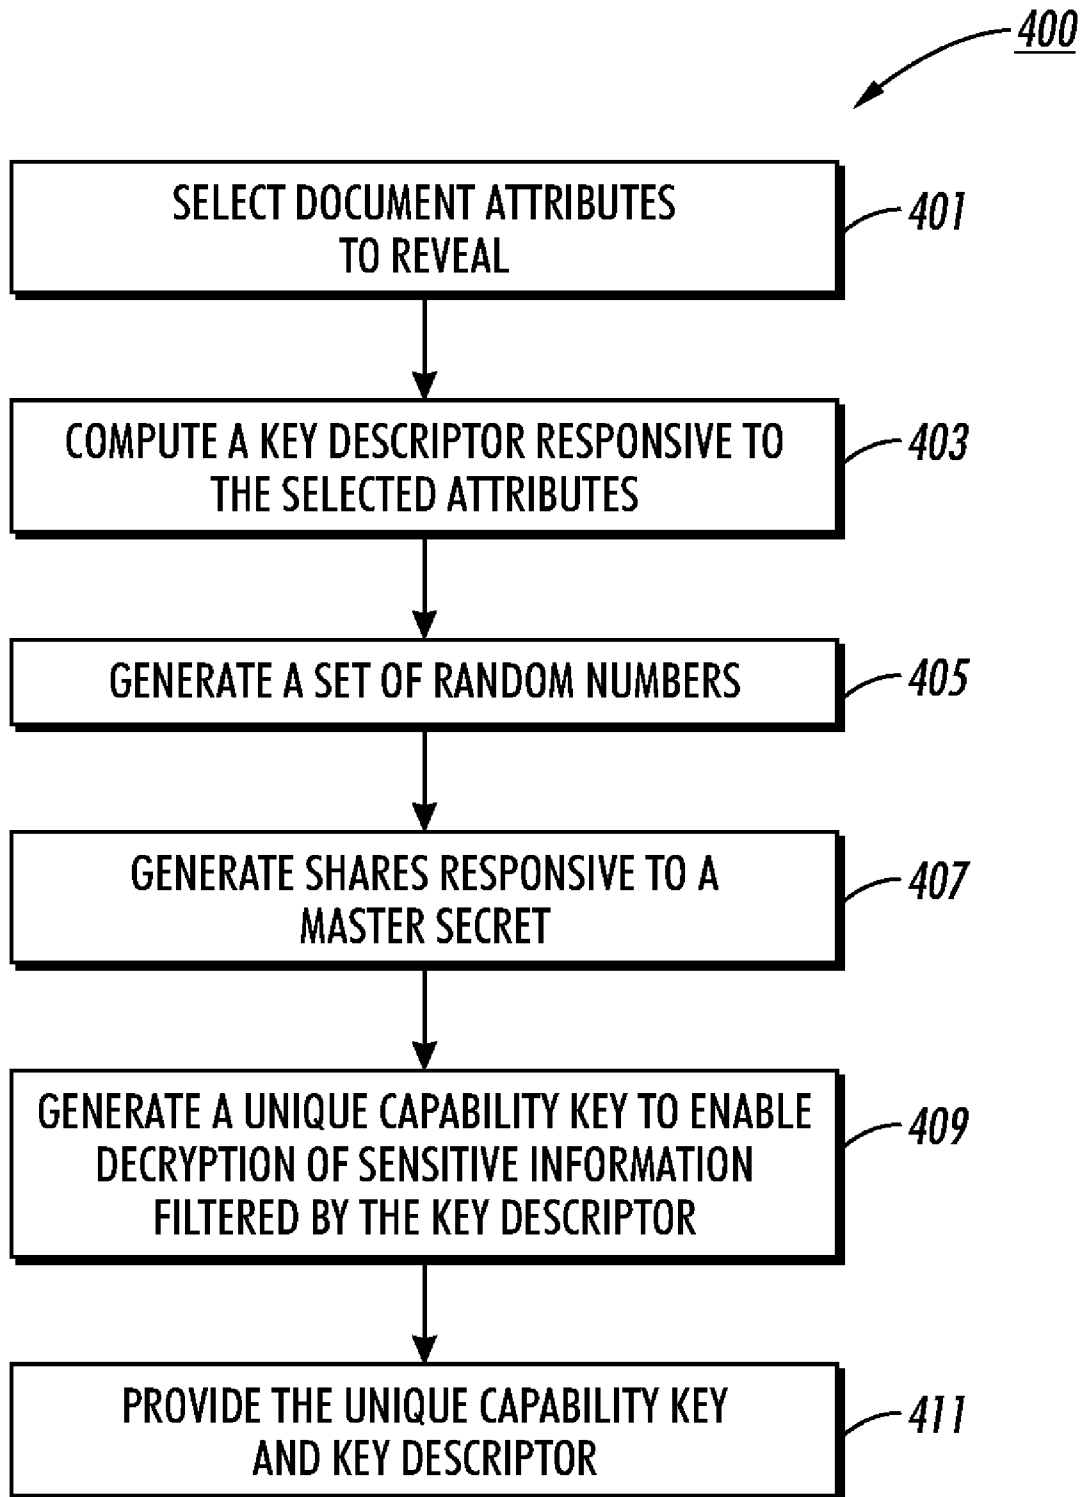 400
SELECT DOCUMENT ATTRIBUTES
TO REVEAL
401
COMPUTE A KEY DESCRIPTOR RESPONSIVE TO
THE SELECTED ATTRIBUTES
403
GENERATE A SET OF RANDOM NUMBERS
405
GENERATE SHARES RESPONSIVE TO A
MASTER SECRET
407
GENERATE A UNIQUE CAPABILITY KEY TO ENABLE
DECRYPTION OF SENSITIVE INFORMATION
FILTERED BY THE KEY DESCRIPTOR
409
PROVIDE THE UNIQUE CAPABILITY KEY
AND KEY DESCRIPTOR
411